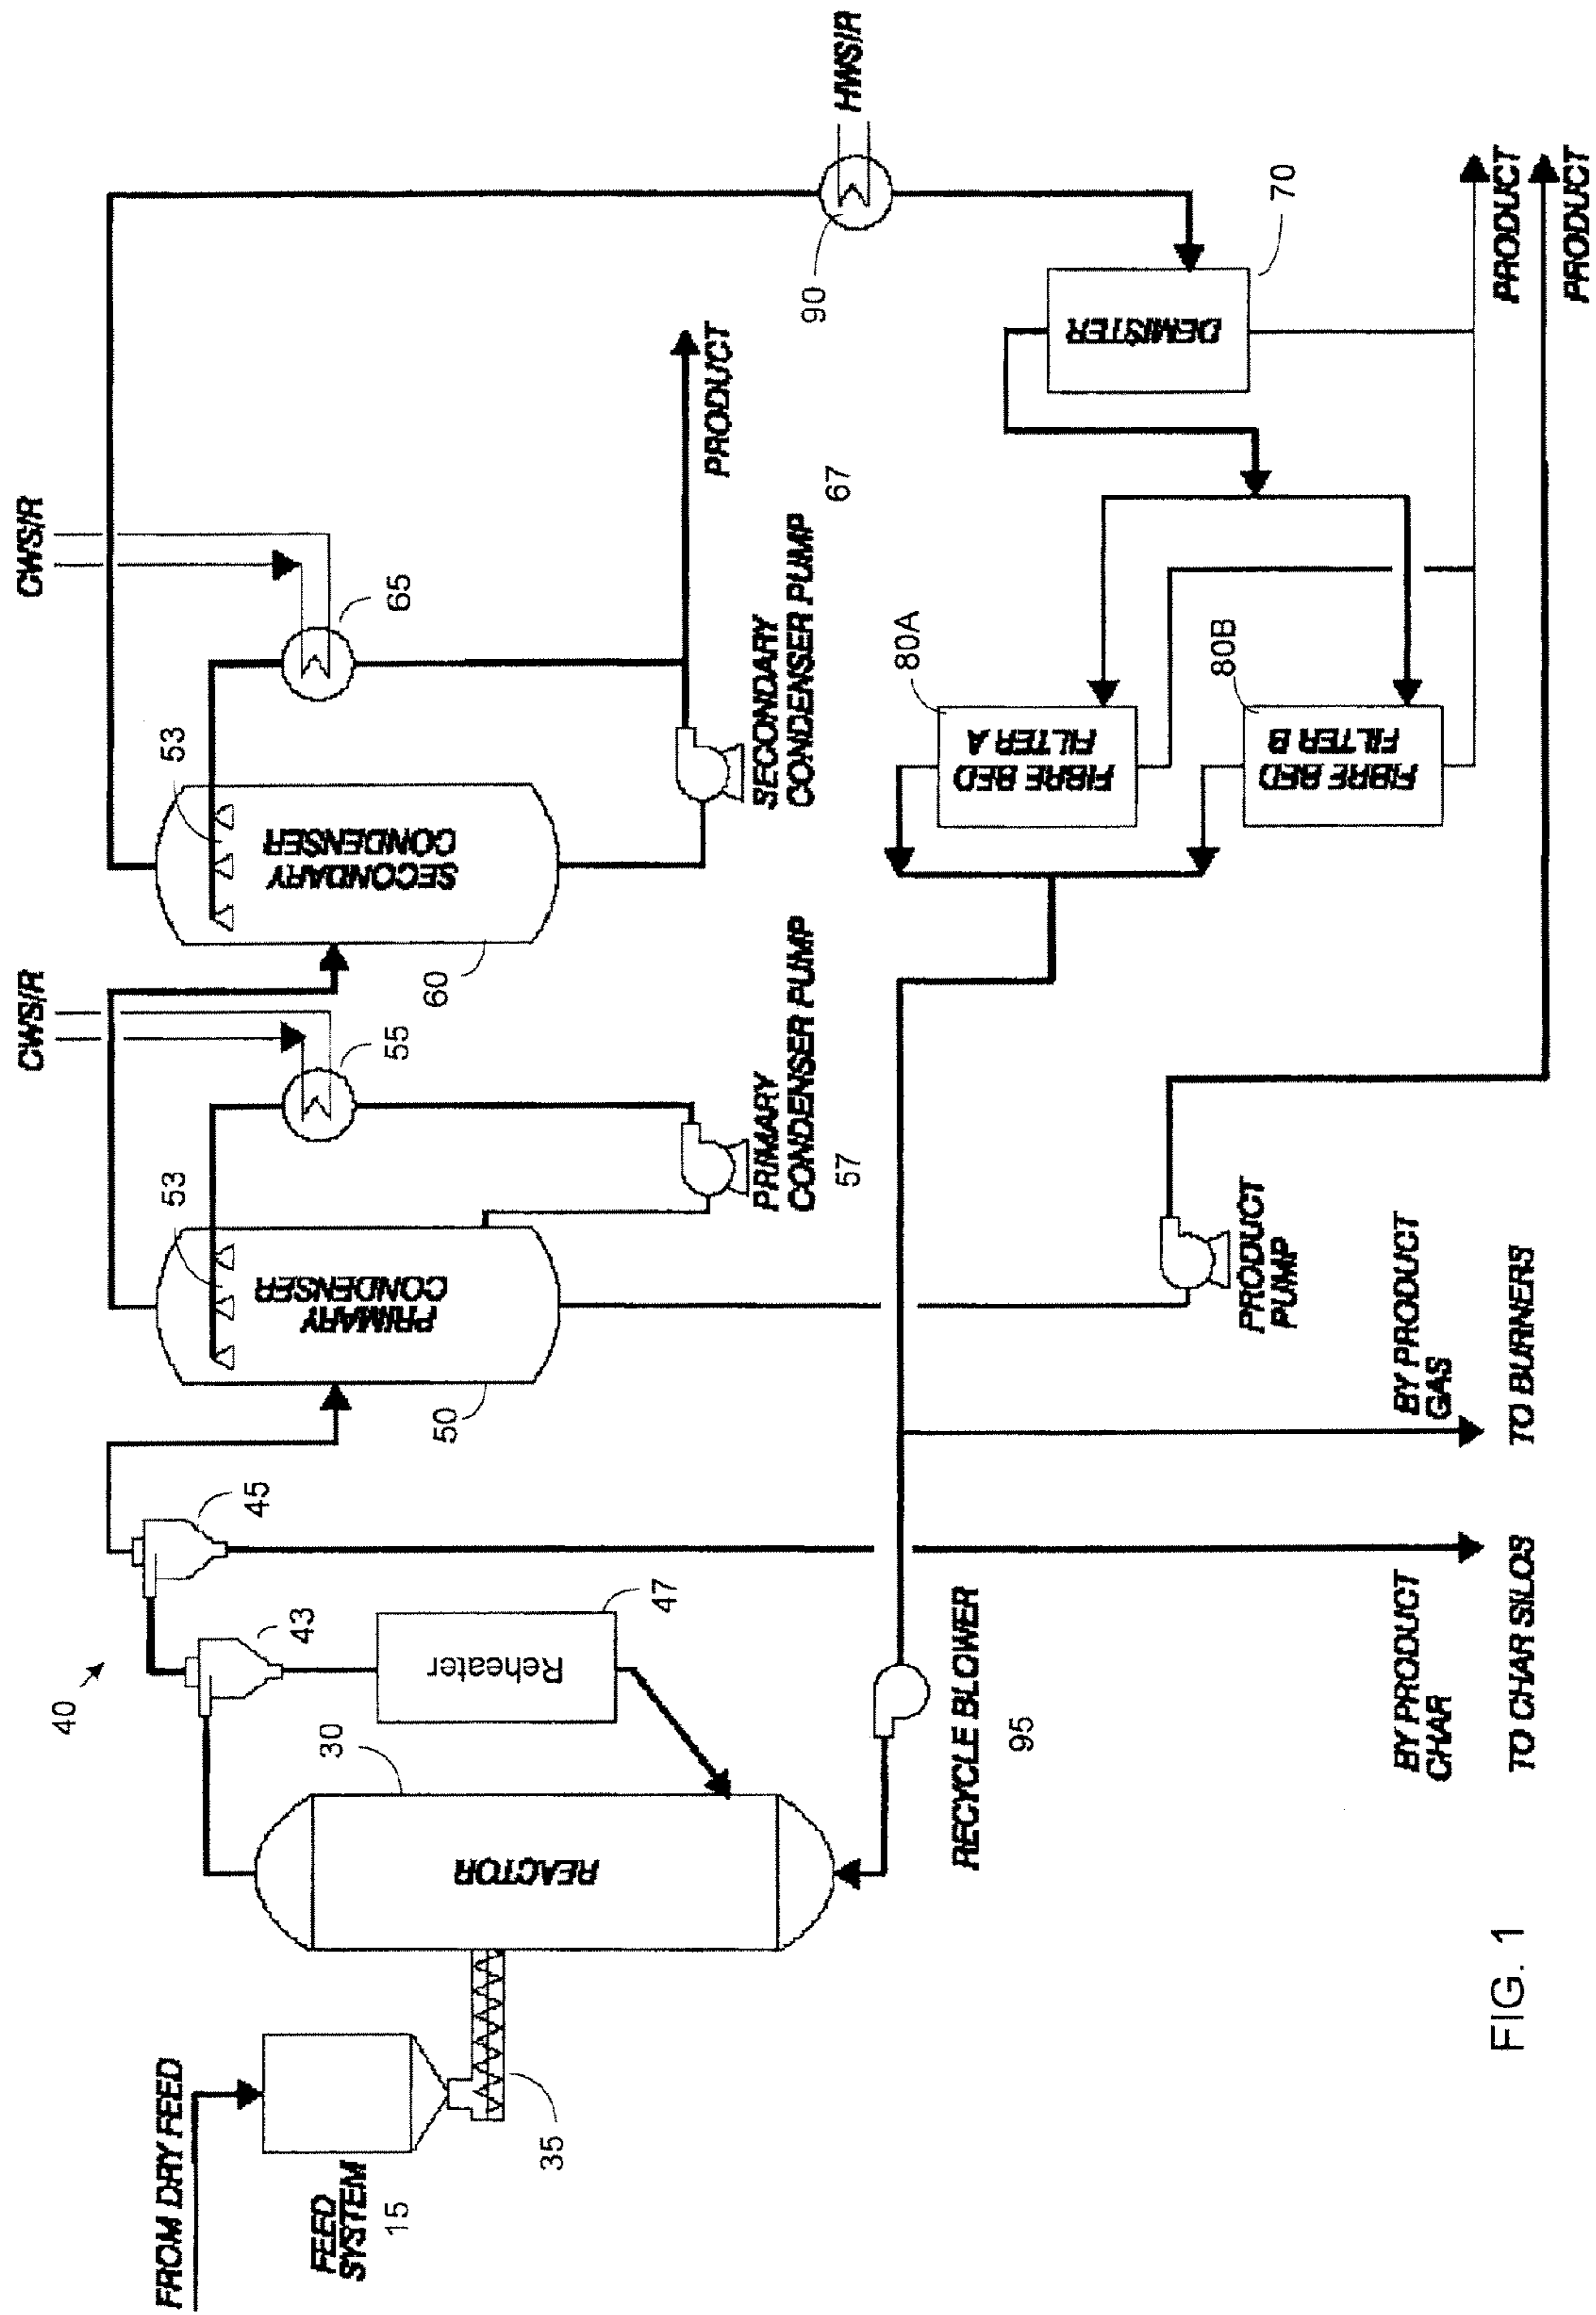 FROM DRY FEED
FEED
SYSTEM
15
35
REACTOR
30
40
43
45
Reheater
47
RECYCLE BLOWER
95
BY PRODUCT
CHAR
TO CHAR SILOS
BY PRODUCT
GAS
TO BURNERS
PRIMARY
CONDENSER
50
53
CWS/R
55
PRIMARY
CONDENSER PUMP
57
PRODUCT
PUMP
SECONDARY
CONDENSER
60
53
CWS/R
65
SECONDARY
CONDENSER PUMP
67
PRODUCT
HWS/R
90
DEMISTER
70
FIBRE BED
FILTER A
80A
FIBRE BED
FILTER B
80B
PRODUCT
PRODUCT
FIG. 1